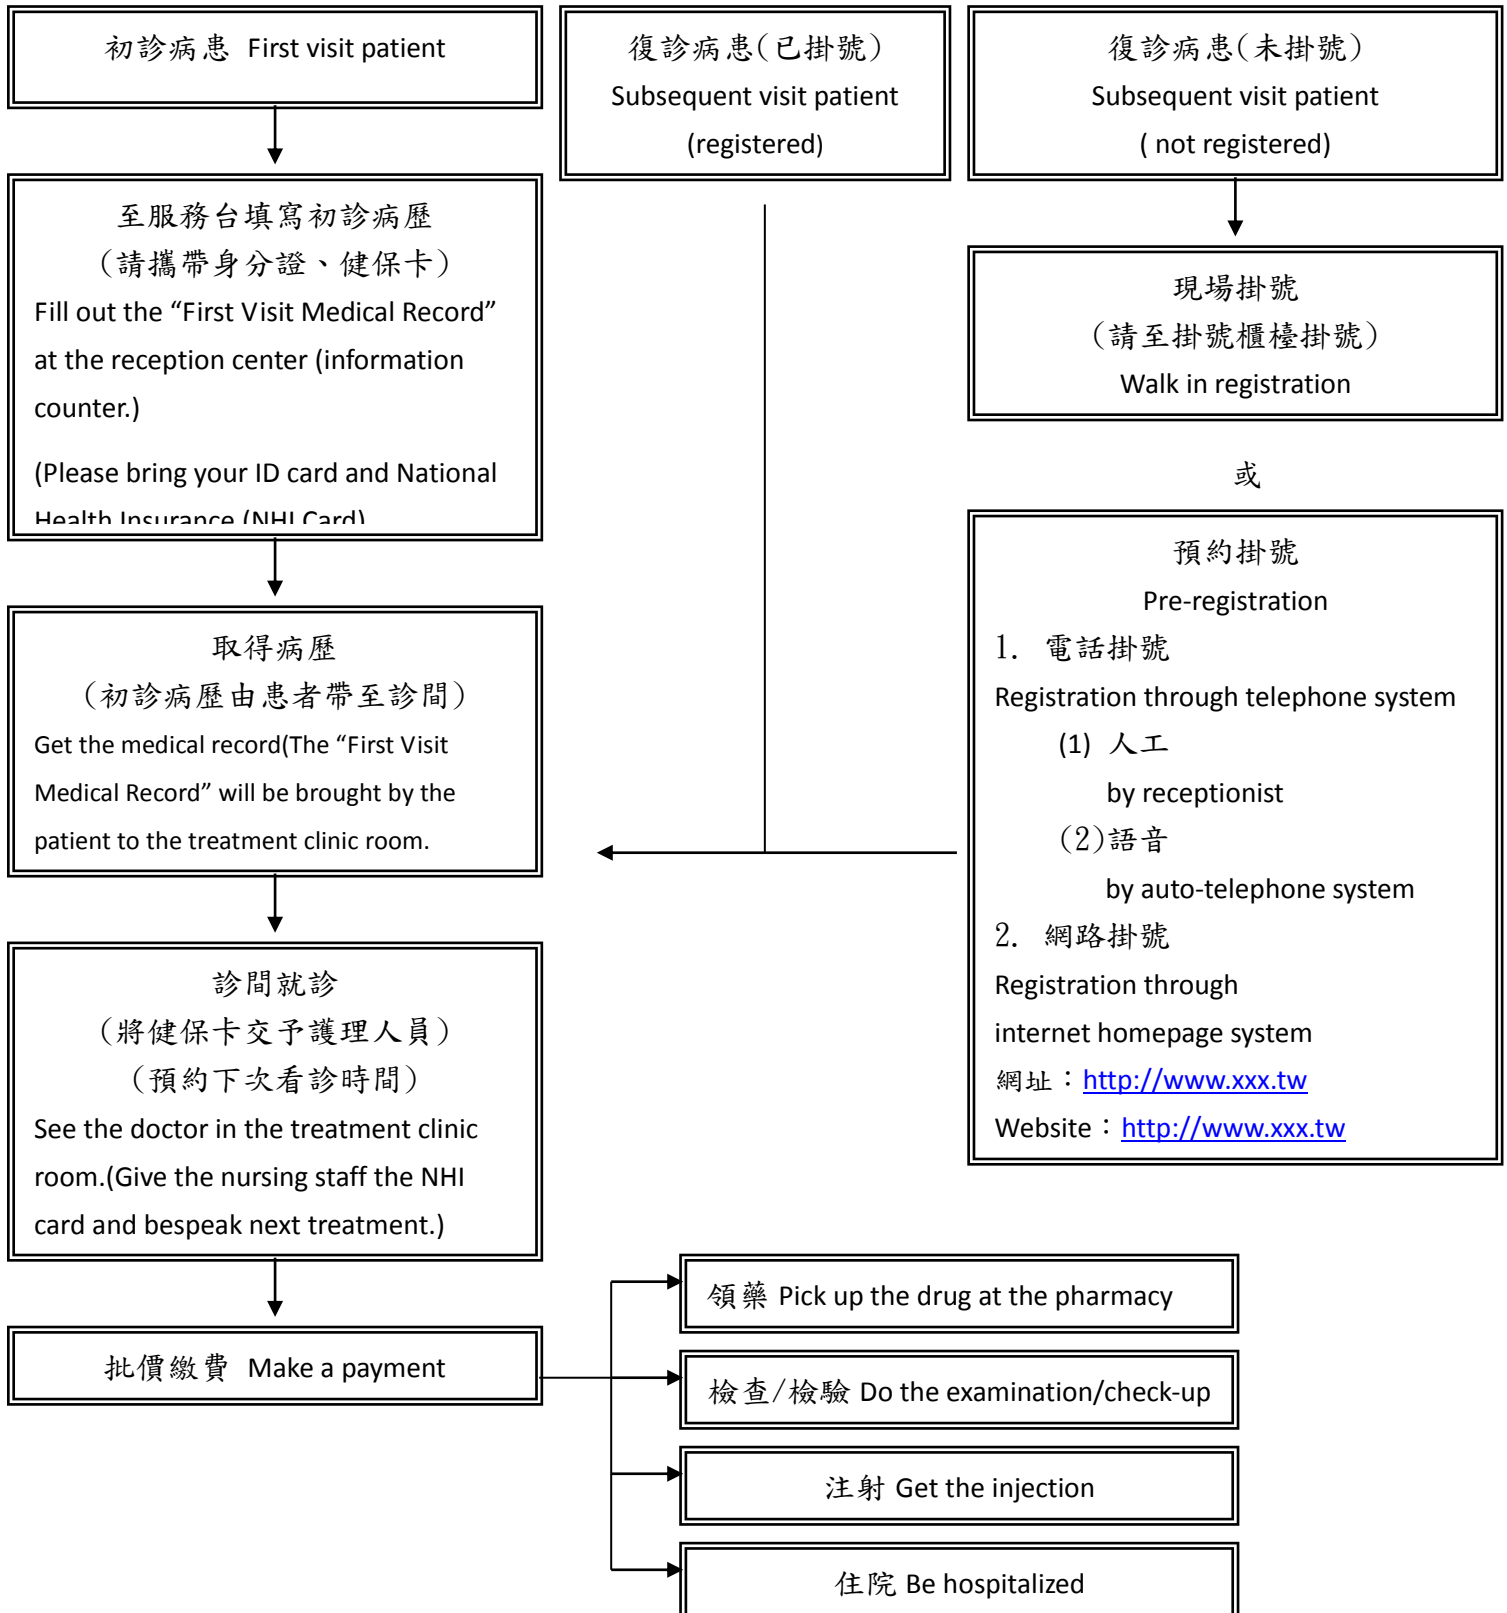 初診病患 First visit patient
復診病患(已掛號)
Subsequent visit patient
(registered)
復診病患(未掛號)
Subsequent visit patient
( not registered)
至服務台填寫初診病歷
(請攜帶身分證、健保卡)
Fill out the “First Visit Medical Record”
at the reception center (information
counter.)
(Please bring your ID card and National
Health Insurance (NHI Card)
現場掛號
(請至掛號櫃檯掛號)
Walk in registration
或
預約掛號
Pre-registration
1. 電話掛號
Registration through telephone system
(1) 人工
by receptionist
(2)語音
by auto-telephone system
2. 網路掛號
Registration through
internet homepage system
網址：http://www.xxx.tw
Website：http://www.xxx.tw
取得病歷
(初診病歷由患者帶至診間)
Get the medical record(The “First Visit
Medical Record” will be brought by the
patient to the treatment clinic room.
診間就診
(將健保卡交予護理人員)
(預約下次看診時間)
See the doctor in the treatment clinic
room.(Give the nursing staff the NHI
card and bespeak next treatment.)
批價繳費 Make a payment
領藥 Pick up the drug at the pharmacy
檢查/檢驗 Do the examination/check-up
注射 Get the injection
住院 Be hospitalized